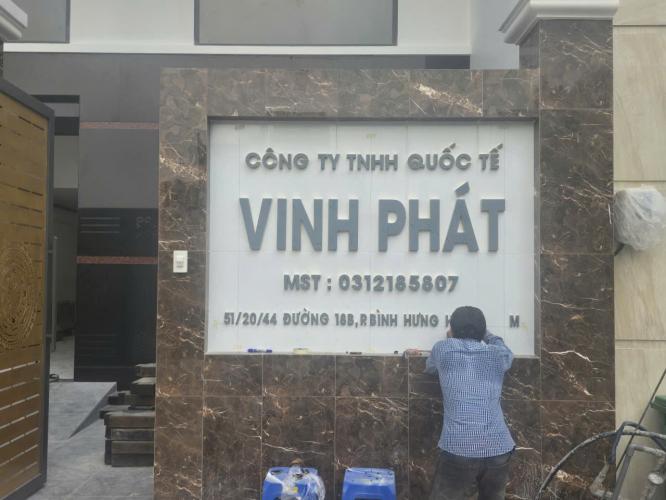 CÔNG TY TNHH QUỐC TẾ
VINH PHÁT
MST : 0312185807
51/20/44 ĐƯỜNG 18B, P.BÌNH HƯNG H M